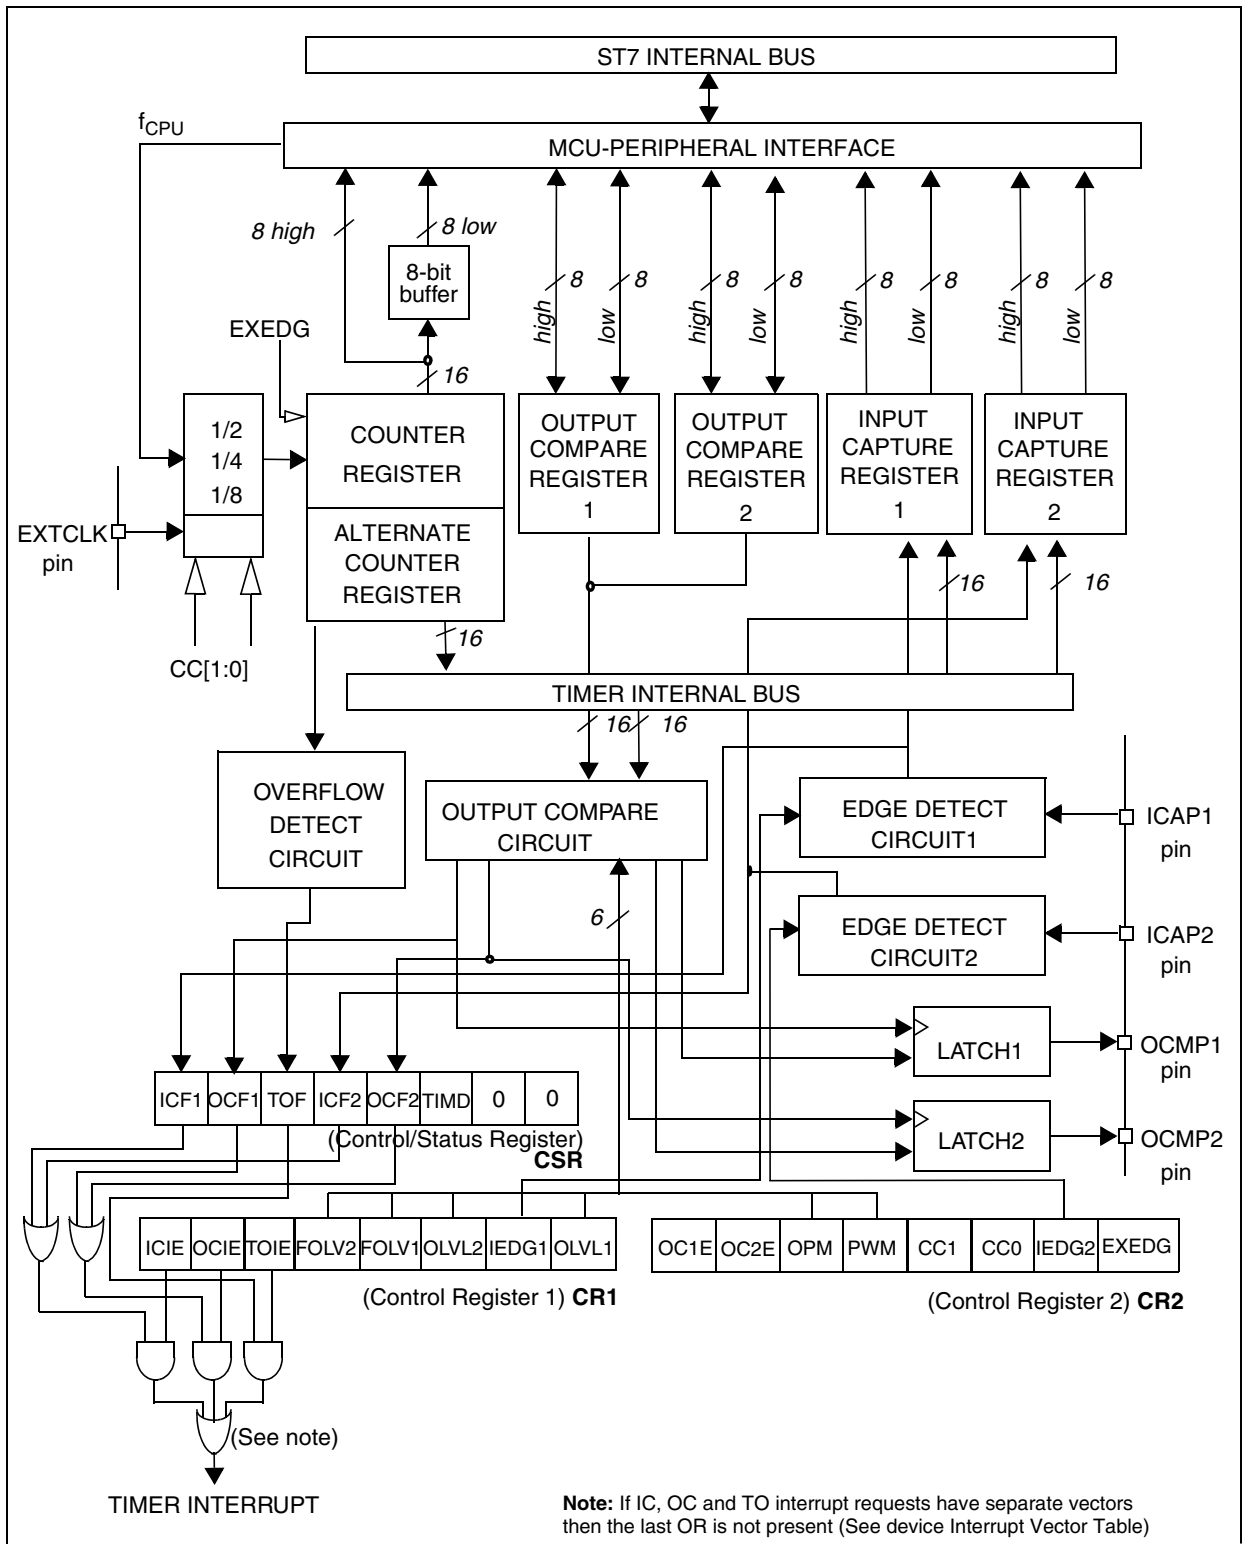 ST7 INTERNAL BUS
fCPU
MCU-PERIPHERAL INTERFACE
8 high
8 low
8-bit
buffer
8
8
8
8
8
8
8
8
high
low
high
low
high
low
high
low
EXEDG
16
1/2
1/4
1/8
COUNTER
REGISTER
OUTPUT
COMPARE
REGISTER
1
OUTPUT
COMPARE
REGISTER
2
INPUT
CAPTURE
REGISTER
1
INPUT
CAPTURE
REGISTER
2
EXTCLK
pin
ALTERNATE
COUNTER
REGISTER
16
16
16
CC[1:0]
TIMER INTERNAL BUS
16
16
OVERFLOW
DETECT
CIRCUIT
OUTPUT COMPARE
CIRCUIT
EDGE DETECT
CIRCUIT1
ICAP1
pin
6
EDGE DETECT
CIRCUIT2
ICAP2
pin
LATCH1
OCMP1
pin
ICF1 OCF1 TOF ICF2 OCF2 TIMD 0 0
(Control/Status Register)
CSR
LATCH2
OCMP2
pin
ICIE OCIE TOIE FOLV2 FOLV1 OLVL2 IEDG1 OLVL1
OC1E OC2E OPM PWM CC1 CC0 IEDG2 EXEDG
(Control Register 1) CR1
(Control Register 2) CR2
(See note)
TIMER INTERRUPT
Note: If IC, OC and TO interrupt requests have separate vectors
then the last OR is not present (See device Interrupt Vector Table)